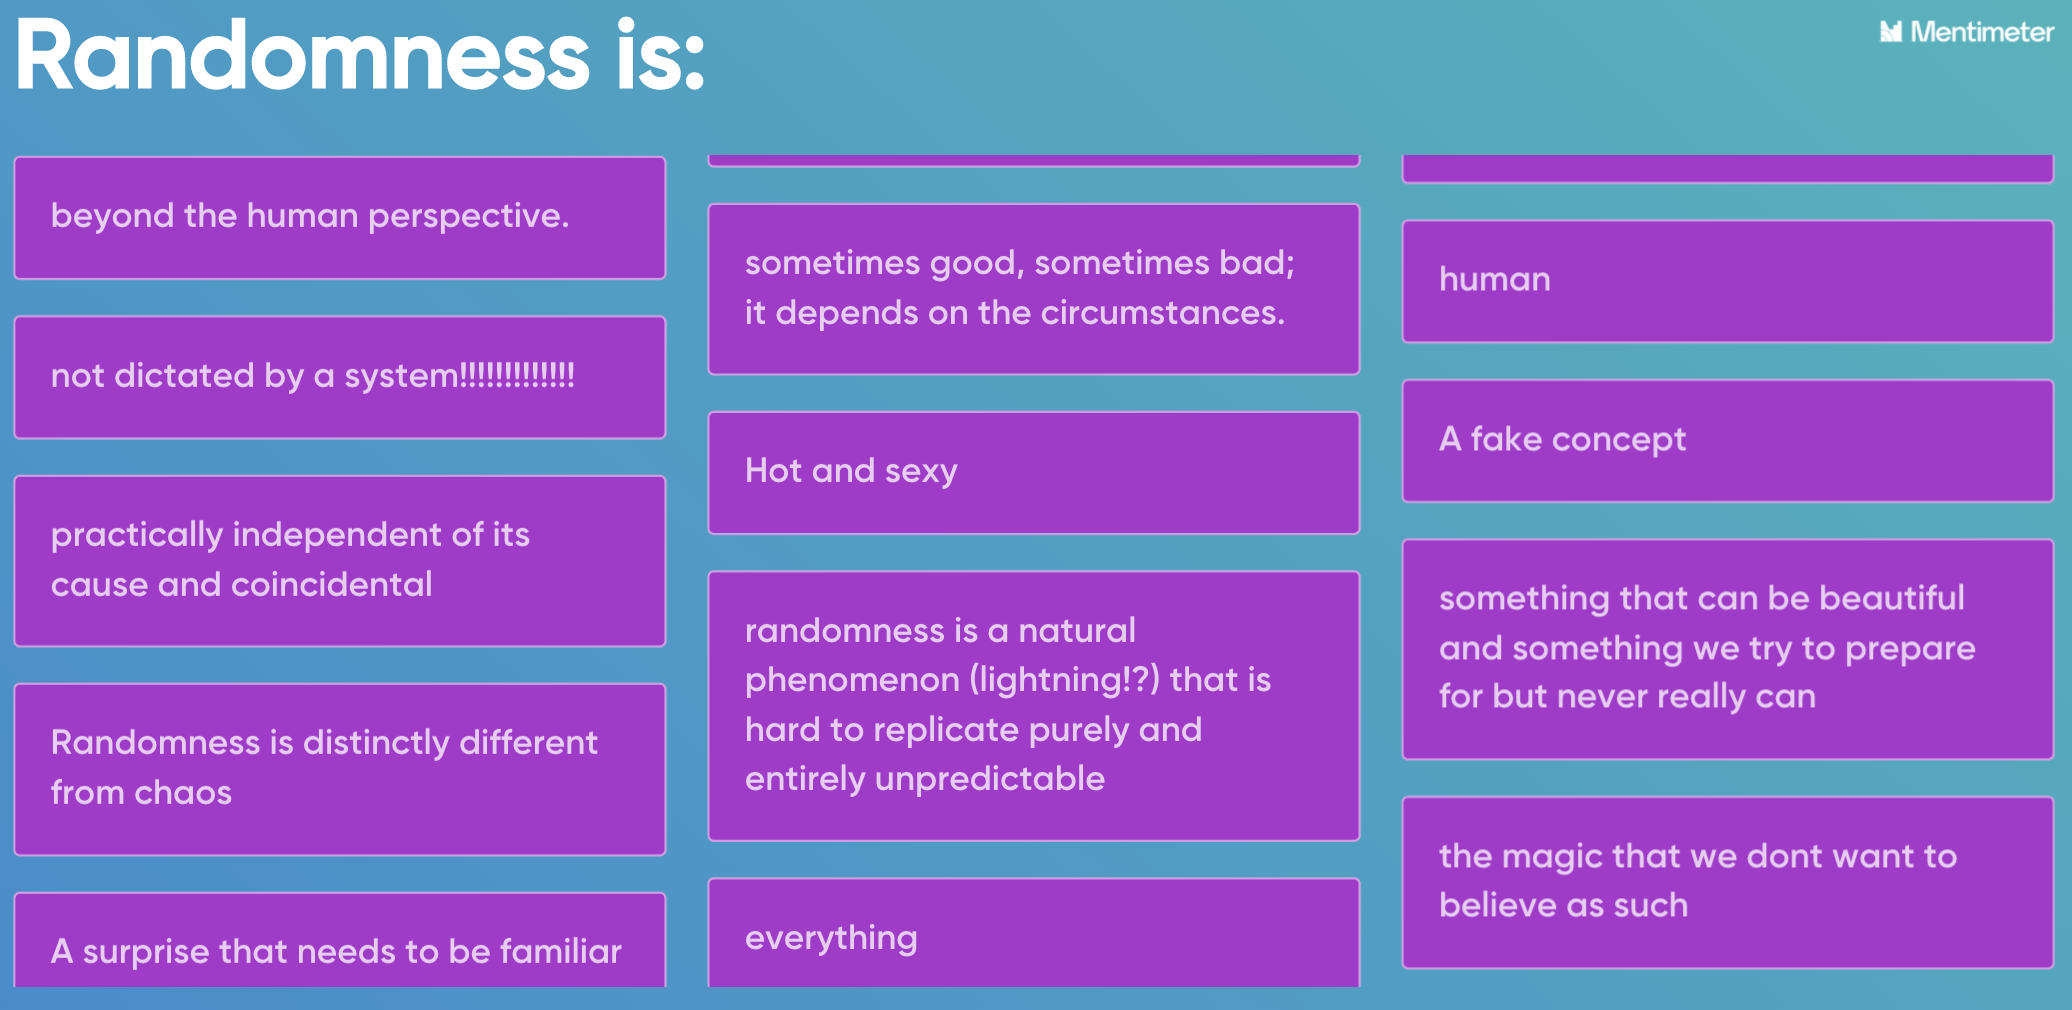 Randomness is:
Mentimeter
beyond the human perspective.
not dictated by a system!!!!!!!!!!!!!
practically independent of its
cause and coincidental
Randomness is distinctly different
from chaos
A surprise that needs to be familiar
sometimes good, sometimes bad;
it depends on the circumstances.
Hot and sexy
randomness is a natural
phenomenon (lightning!?) that is
hard to replicate purely and
entirely unpredictable
everything
human
A fake concept
something that can be beautiful
and something we try to prepare
for but never really can
the magic that we dont want to
believe as such